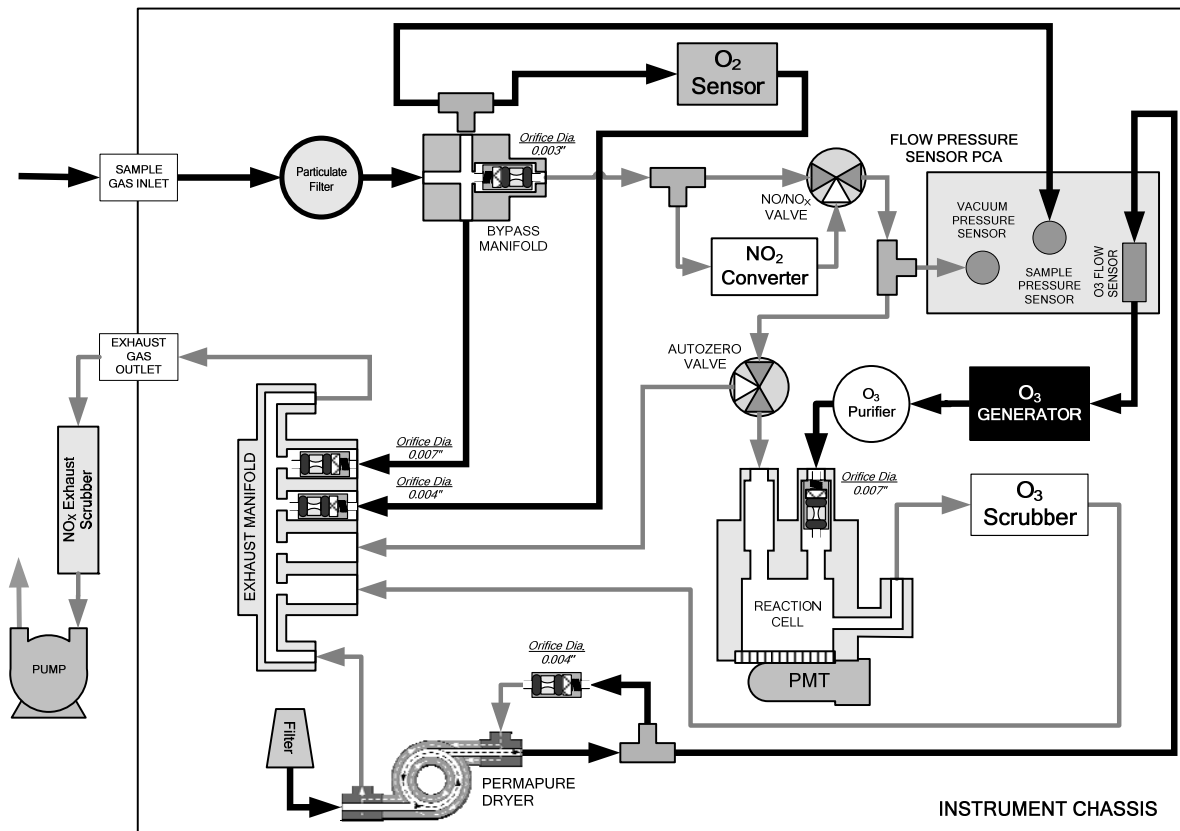 O2
Sensor
Orifice Dia.
0.003"
FLOW PRESSURE
SENSOR PCA
SAMPLE
GAS INLET
Particulate
Filter
NO/NOX
VALVE
VACUUM
PRESSURE
SENSOR
BYPASS
MANIFOLD
NO2
Converter
SAMPLE
PRESSURE
SENSOR
O3 FLOW
SENSOR
EXHAUST
GAS
OUTLET
AUTOZERO
VALVE
O3
Purifier
O3
GENERATOR
Orifice Dia.
0.007"
Orifice Dia.
0.004"
Orifice Dia.
0.007"
O3
Scrubber
NOX Exhaust
Scrubber
EXHAUST MANIFOLD
REACTION
CELL
PUMP
Orifice Dia.
0.004"
PMT
Filter
PERMAPURE
DRYER
INSTRUMENT CHASSIS